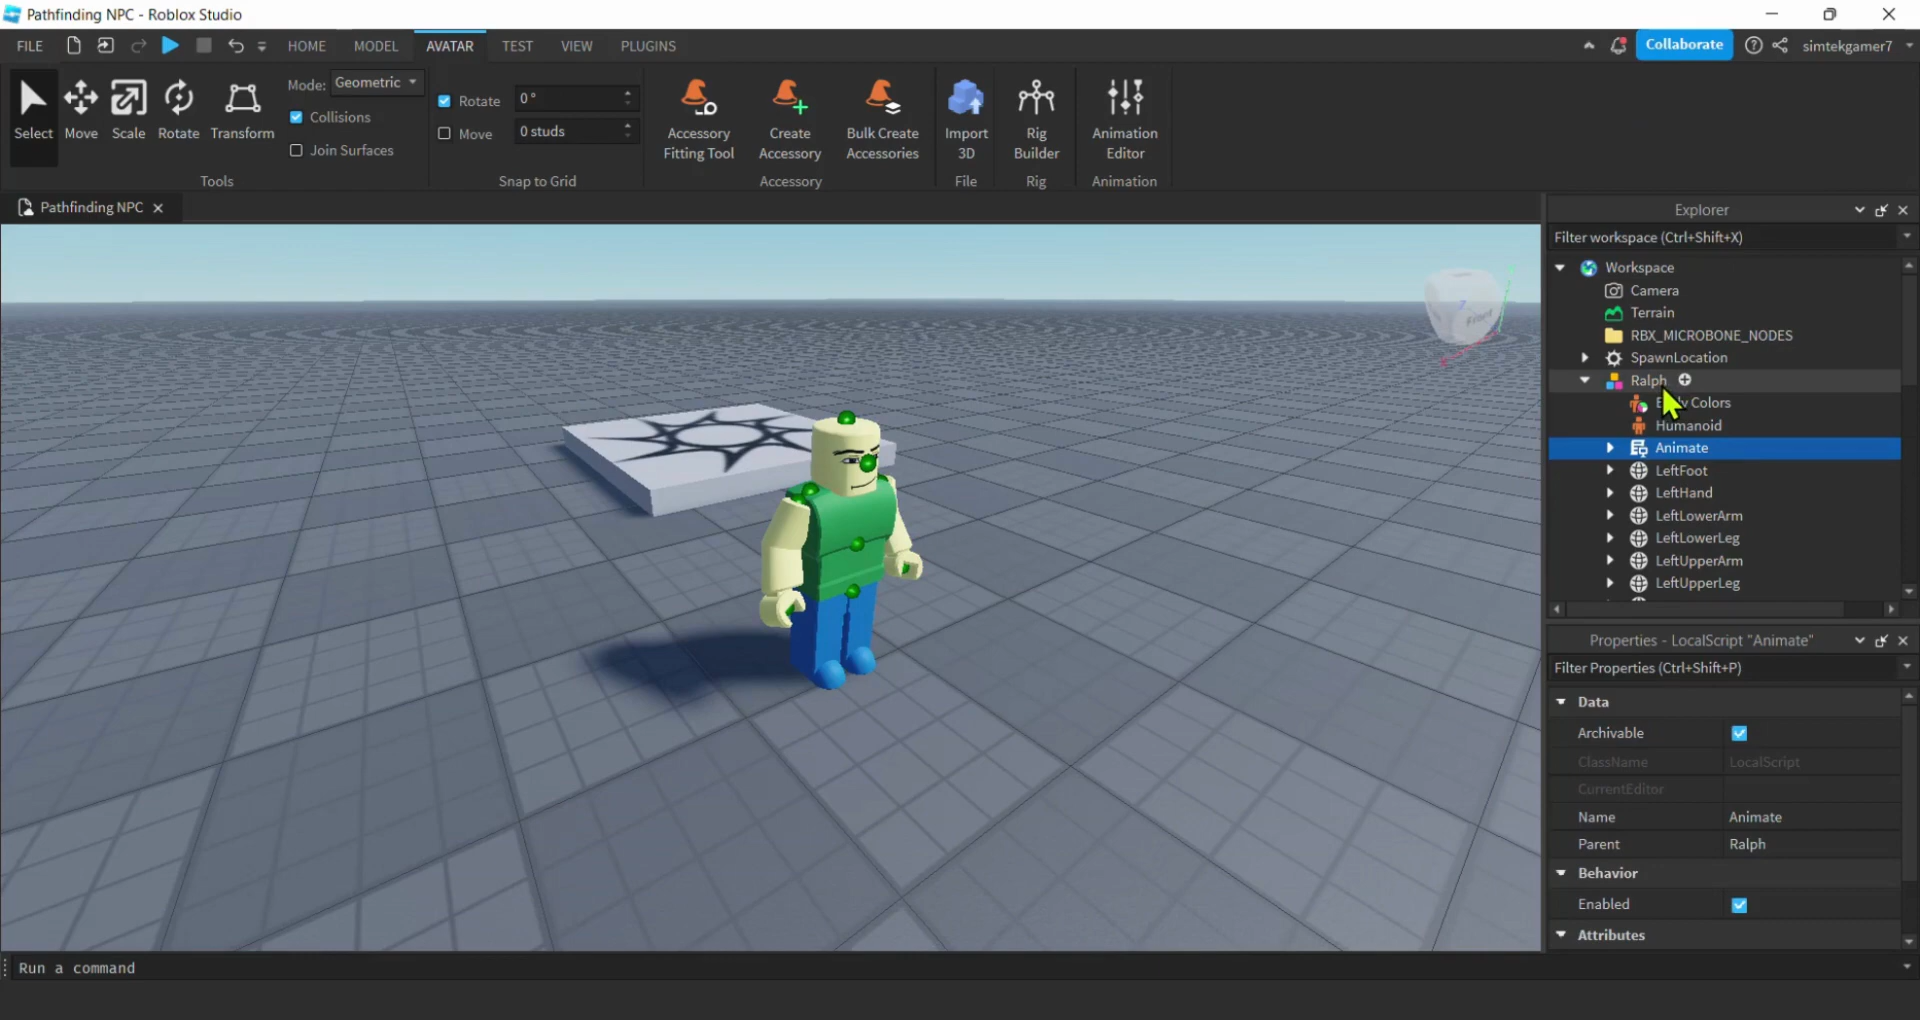 Pathfinding NPC - Roblox Studio
FILE HOME MODEL AVATAR TEST VIEW PLUGINS Collaborate simtekgamer7
Select Move Scale Rotate Transform
Mode: Geometric
Collisions
Join Surfaces
Tools
Rotate 0 °
Move 0 studs
Snap to Grid
Accessory Fitting Tool
Create Accessory
Bulk Create Accessories
Accessory
Import 3D
File
Rig Builder
Rig
Animation Editor
Animation
Pathfinding NPC
Front
Explorer
Filter workspace (Ctrl+Shift+X)
Workspace
Camera
Terrain
RBX_MICROBONE_NODES
SpawnLocation
Ralph
Colors
Humanoid
Animate
LeftFoot
LeftHand
LeftLowerArm
LeftLowerLeg
LeftUpperArm
LeftUpperLeg
Properties - LocalScript "Animate"
Filter Properties (Ctrl+Shift+P)
Data
Archivable
ClassName LocalScript
CurrentEditor
Name Animate
Parent Ralph
Behavior
Enabled
Attributes
Run a command